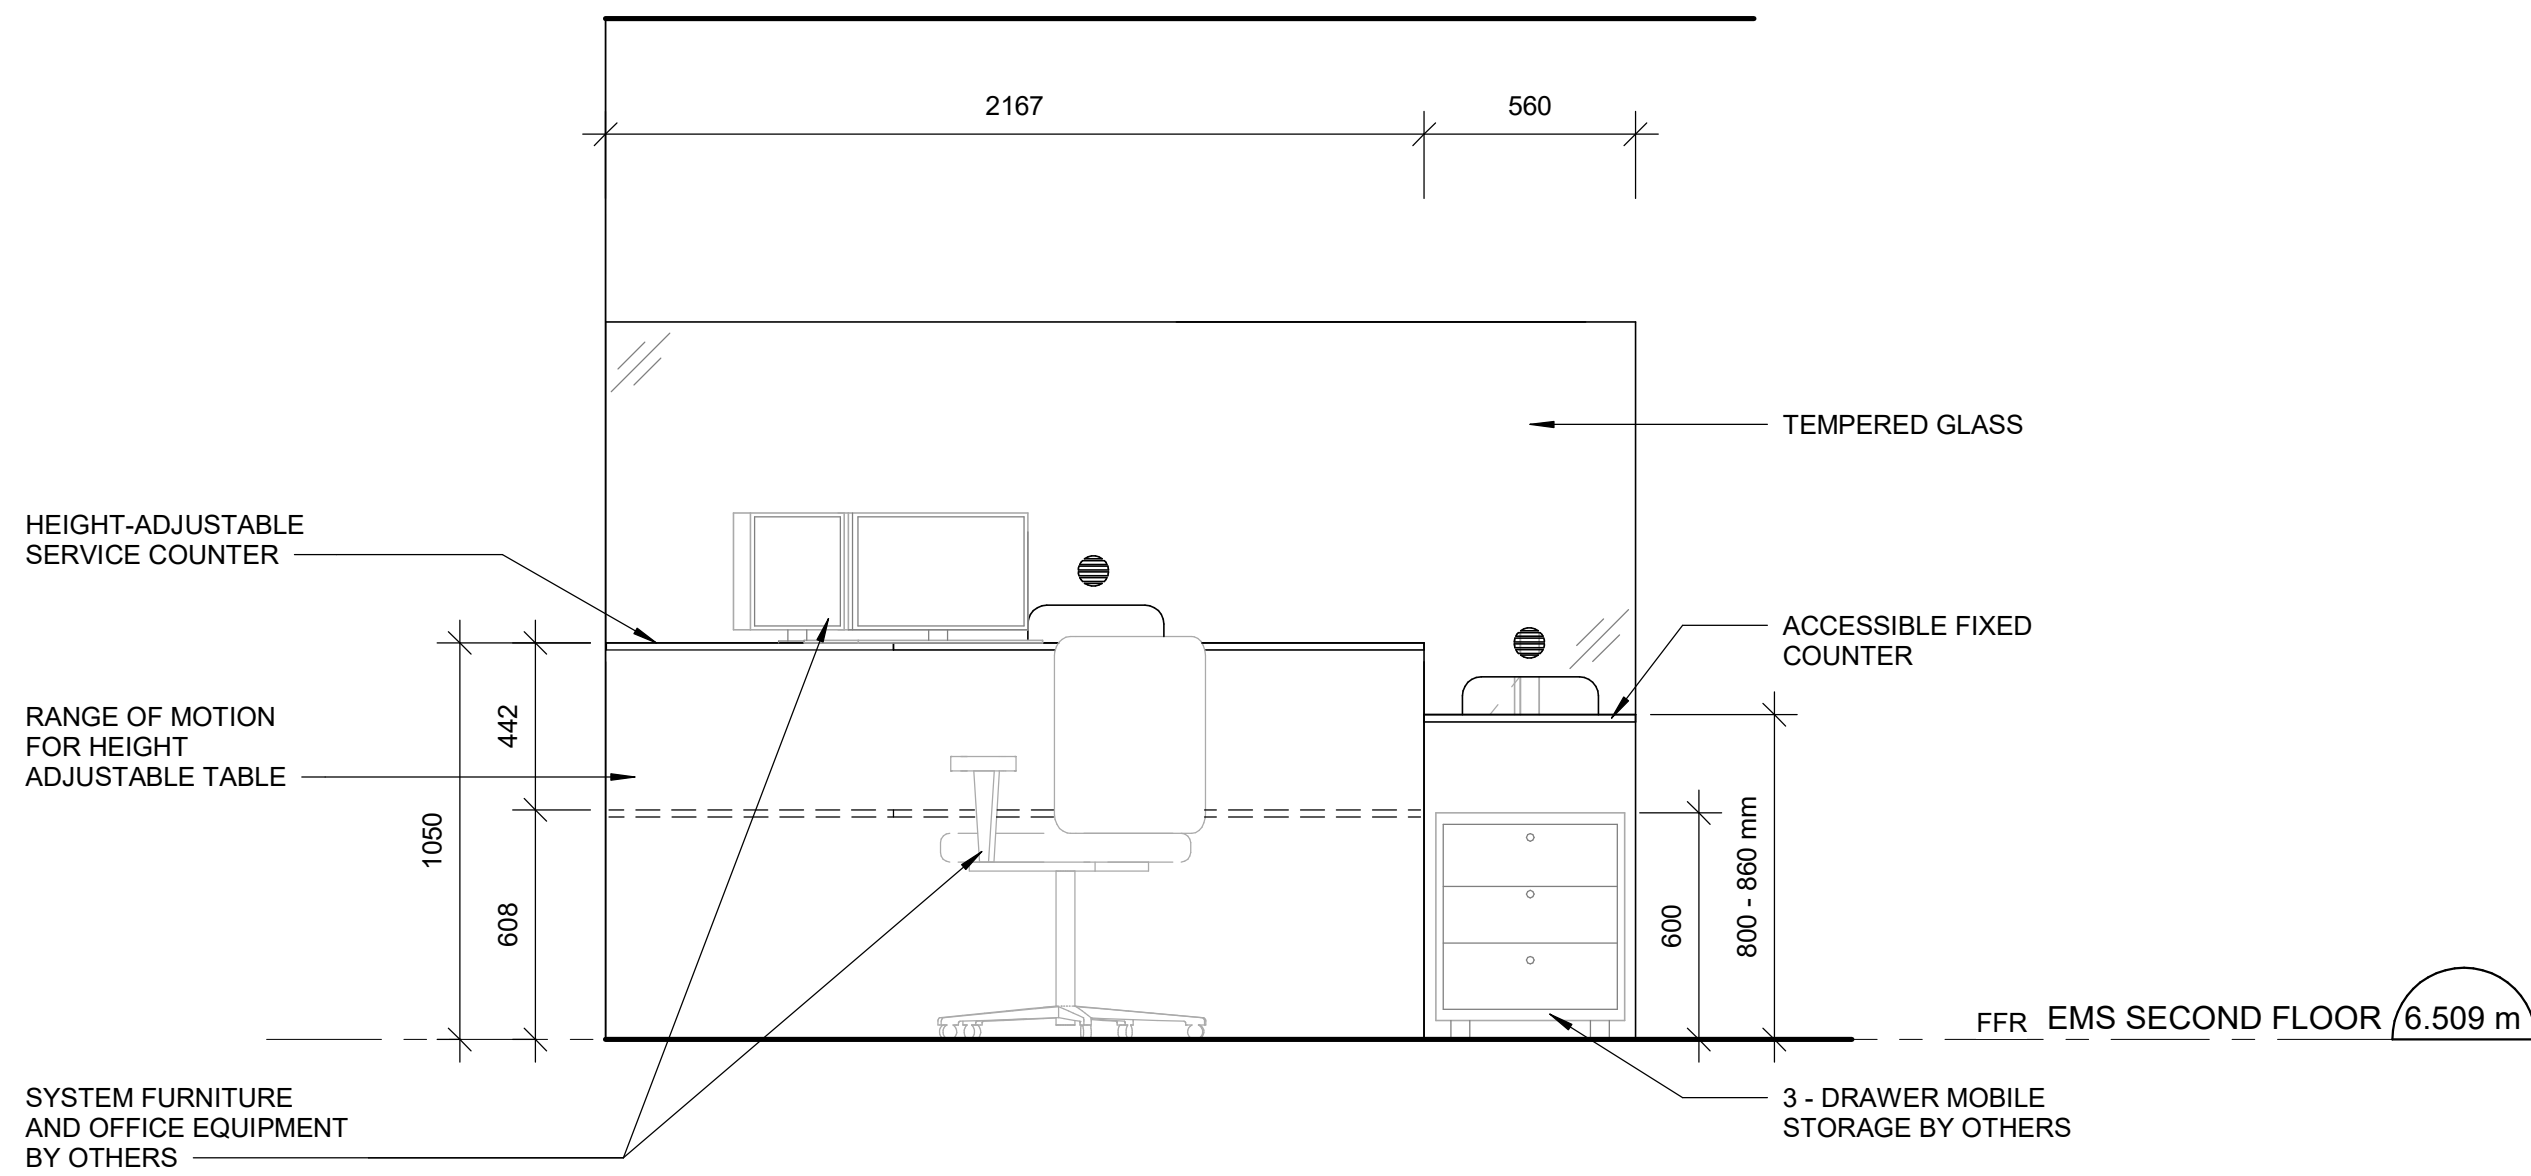 2167
560
TEMPERED GLASS
HEIGHT-ADJUSTABLE
SERVICE COUNTER
ACCESSIBLE FIXED
COUNTER
RANGE OF MOTION
FOR HEIGHT
ADJUSTABLE TABLE
442
1050
608
600
800 - 860 mm
FFR EMS SECOND FLOOR 6.509 m
SYSTEM FURNITURE
AND OFFICE EQUIPMENT
BY OTHERS
3 - DRAWER MOBILE
STORAGE BY OTHERS